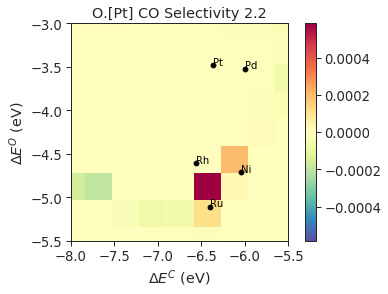 O.[Pt] CO Selectivity 2.2
ΔE^O (eV)
−3.0
−3.5
−4.0
−4.5
−5.0
−5.5
Pt
Pd
Rh
Ni
Ru
−8.0 −7.5 −7.0 −6.5 −6.0 −5.5
ΔE^C (eV)
0.0004
0.0002
0.0000
−0.0002
−0.0004